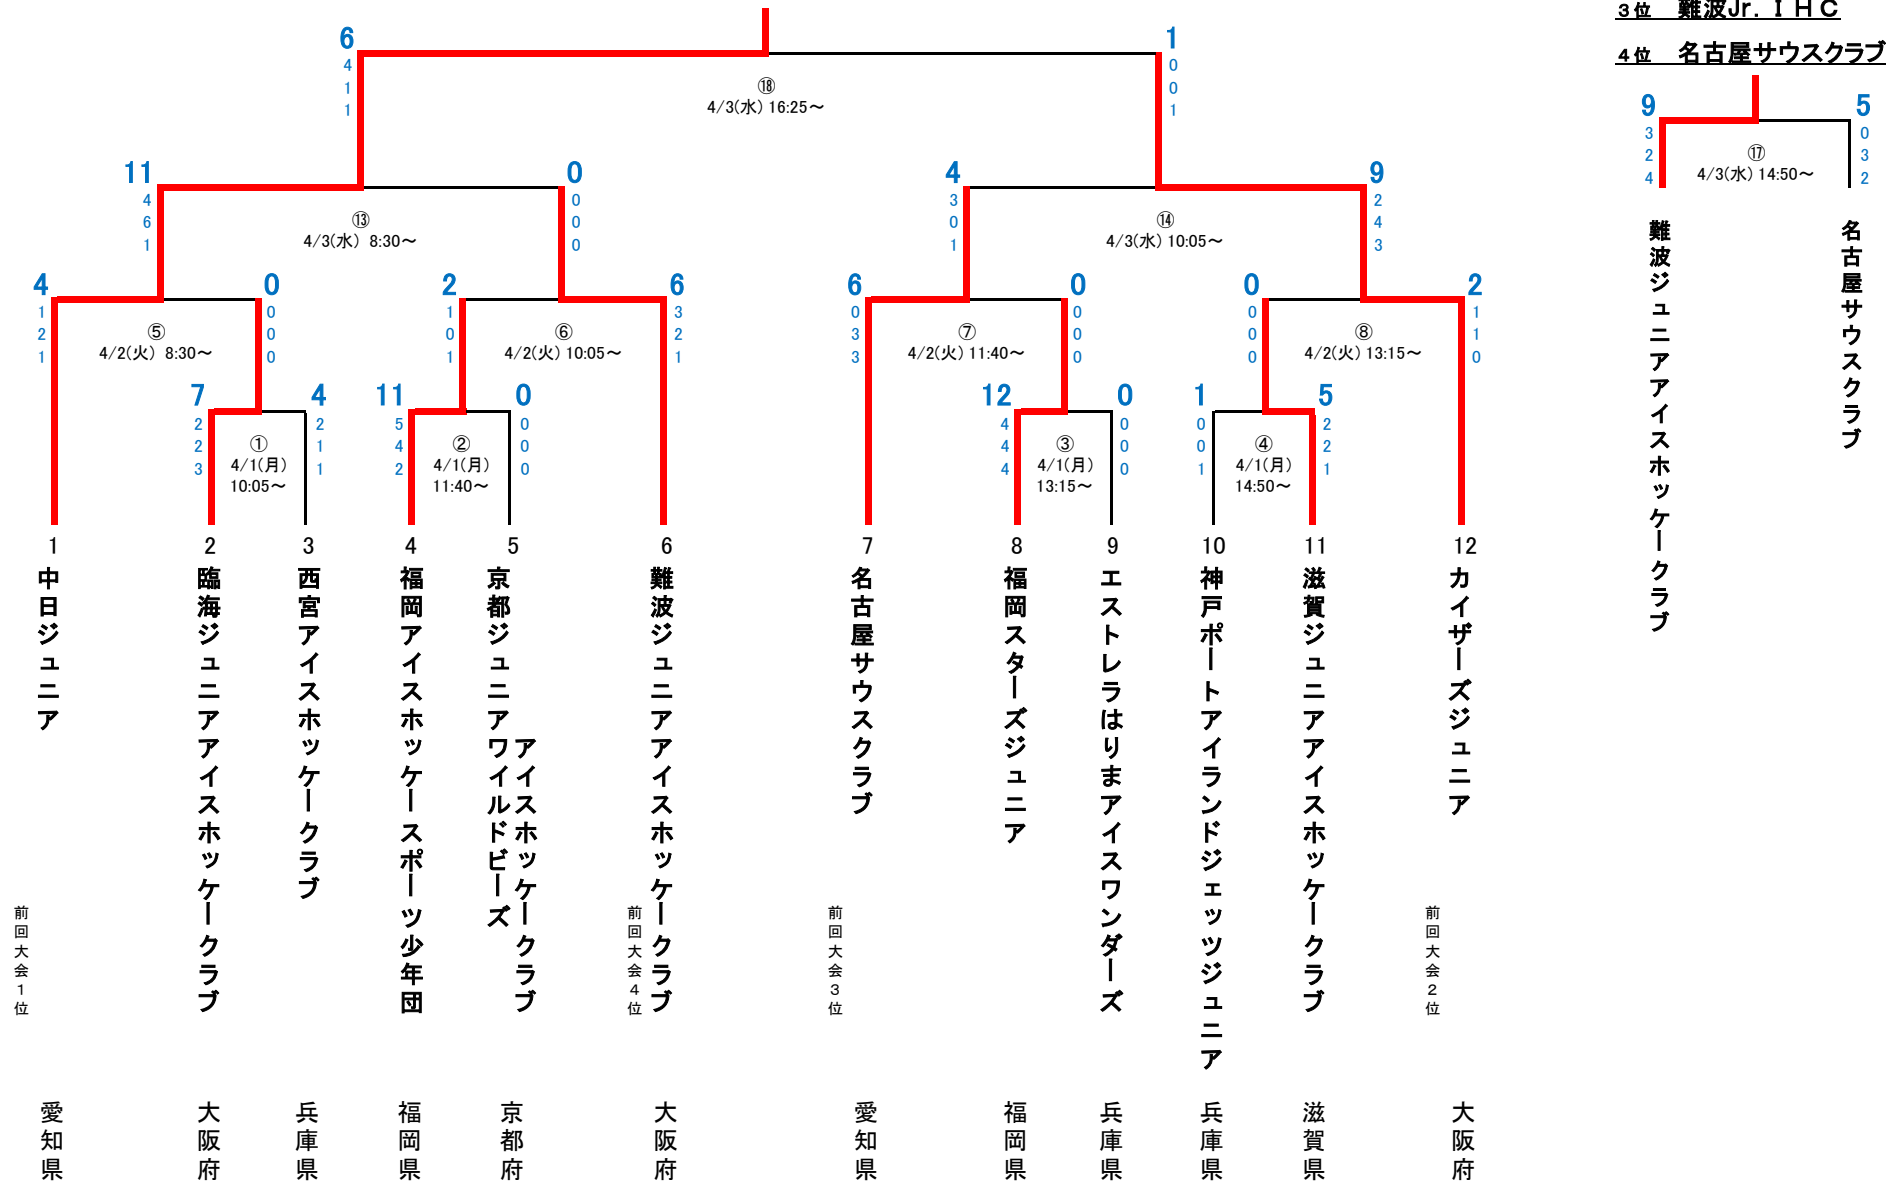 3位 難波Jr. IHC
4位 名古屋サウスクラブ
6
4
1
1
1
0
0
1
⑱
4/3(水) 16:25～
9
3
2
4
5
0
3
2
⑰
4/3(水) 14:50～
難波ジュニアアイスホッケークラブ
名古屋サウスクラブ
11
4
6
1
0
0
0
0
⑬
4/3(水) 8:30～
4
3
0
1
9
2
4
3
⑭
4/3(水) 10:05～
4
1
2
1
0
0
0
0
⑤
4/2(火) 8:30～
2
1
0
1
6
3
2
1
⑥
4/2(火) 10:05～
6
0
3
3
0
0
0
0
⑦
4/2(火) 11:40～
0
0
0
0
2
1
1
0
⑧
4/2(火) 13:15～
7
2
2
3
4
2
1
1
①
4/1(月)
10:05～
11
5
4
2
0
0
0
0
②
4/1(月)
11:40～
12
4
4
4
0
0
0
0
③
4/1(月)
13:15～
1
0
0
1
5
2
2
1
④
4/1(月)
14:50～
1
中日ジュニア
前回大会1位
愛知県
2
臨海ジュニアアイスホッケークラブ
大阪府
3
西宮アイスホッケークラブ
兵庫県
4
福岡アイスホッケースポーツ少年団
福岡県
5
京都ジュニアワイルドビーズ
アイスホッケークラブ
京都府
6
難波ジュニアアイスホッケークラブ
前回大会4位
大阪府
7
名古屋サウスクラブ
前回大会3位
愛知県
8
福岡スターズジュニア
福岡県
9
エストレラはりまアイスワンダーズ
兵庫県
10
神戸ポートアイランドジェッツジュニア
兵庫県
11
滋賀ジュニアアイスホッケークラブ
滋賀県
12
カイザーズジュニア
前回大会2位
大阪府